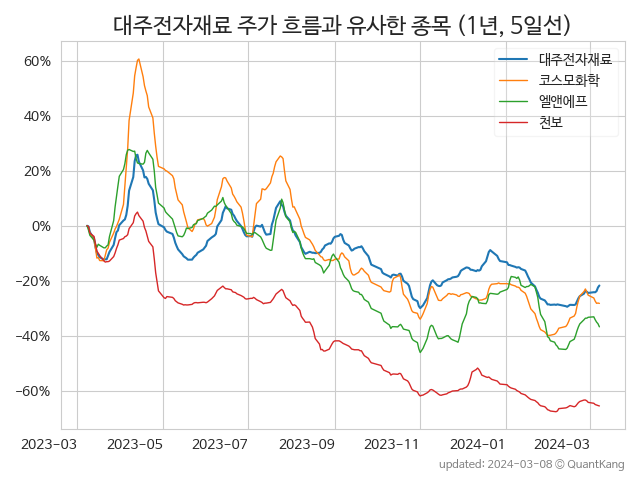 대주전자재료 주가 흐름과 유사한 종목 (1년, 5일선)
대주전자재료
코스모화학
엘앤에프
천보
60%
40%
20%
0%
−20%
−40%
−60%
2023-03 2023-05 2023-07 2023-09 2023-11 2024-01 2024-03
updated: 2024-03-08 © QuantKang